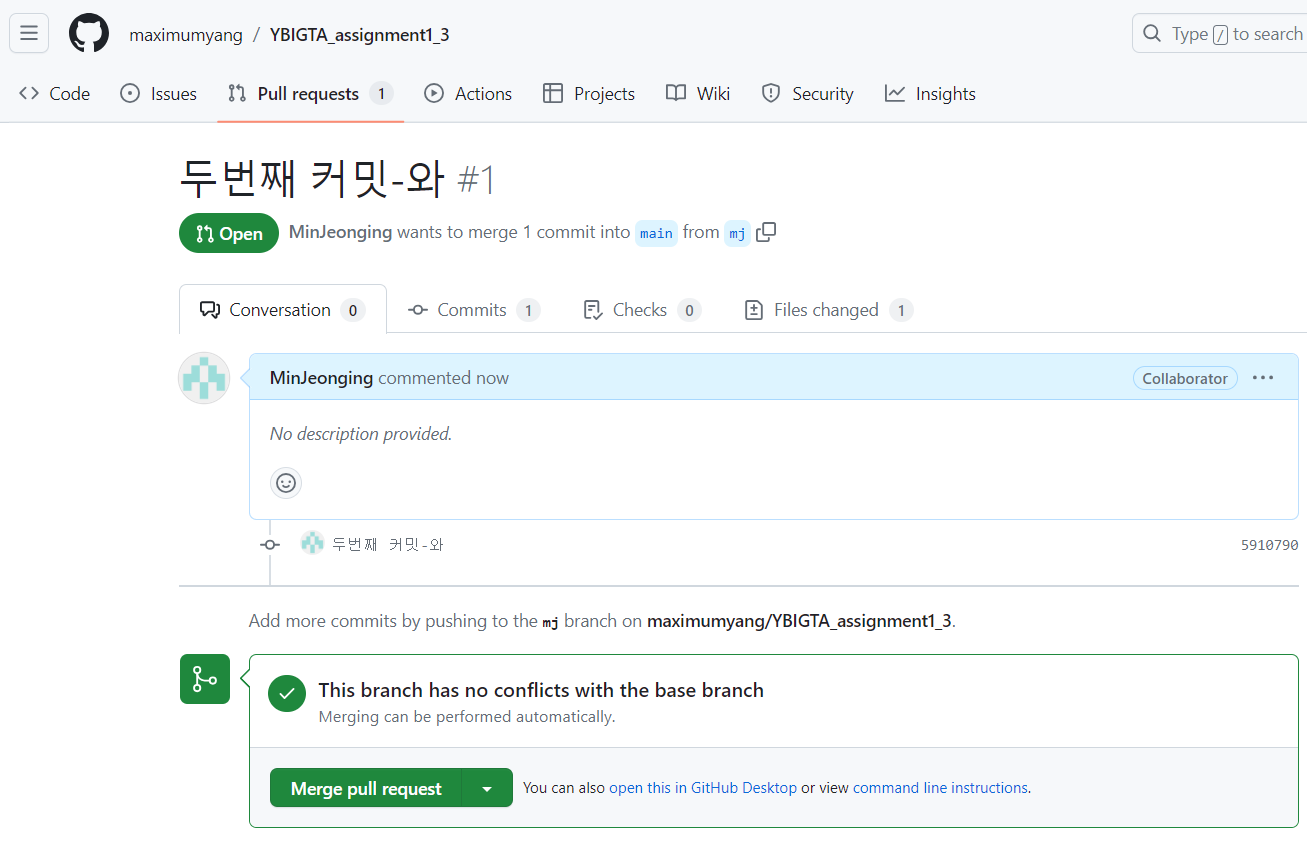 maximumyang / YBIGTA_assignment1_3 Type / to search
Code Issues Pull requests 1 Actions Projects Wiki Security Insights
두번째 커밋-와 #1
Open MinJeonging wants to merge 1 commit into main from mj
Conversation 0 Commits 1 Checks 0 Files changed 1
MinJeonging commented now Collaborator ...
No description provided.
두번째 커밋-와 5910790
Add more commits by pushing to the mj branch on maximumyang/YBIGTA_assignment1_3.
This branch has no conflicts with the base branch
Merging can be performed automatically.
Merge pull request You can also open this in GitHub Desktop or view command line instructions.